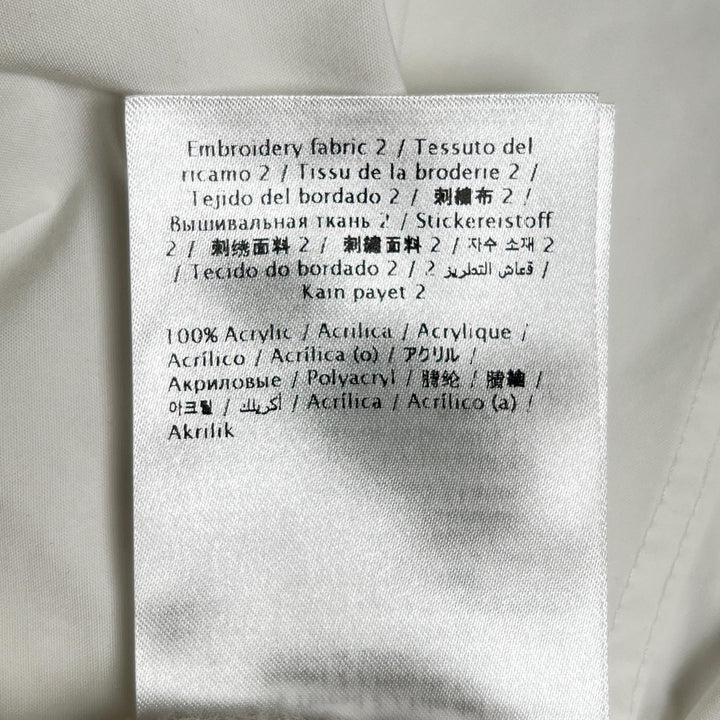 Embroidery fabric 2 / Tessuto del
ricamo 2 / Tissu de la broderie 2 /
Tejido del bordado 2 / 刺繍布 2 /
Вышивальная ткань 2 / Stickereistoff
2 / 刺绣面料 2 / 刺繡面料 2 / 자수 소재 2
/ Tecido do bordado 2 / قماش التطريز 2 /
Kain payet 2
100% Acrylic / Acrilica / Acrylique /
Acrílico / Acrílica (o) / アクリル /
Акриловые / Polyacryl / 腈纶 / 腈綸 /
아크릴 / أكريليك / Acrílica / Acrílico (a) /
Akrilik